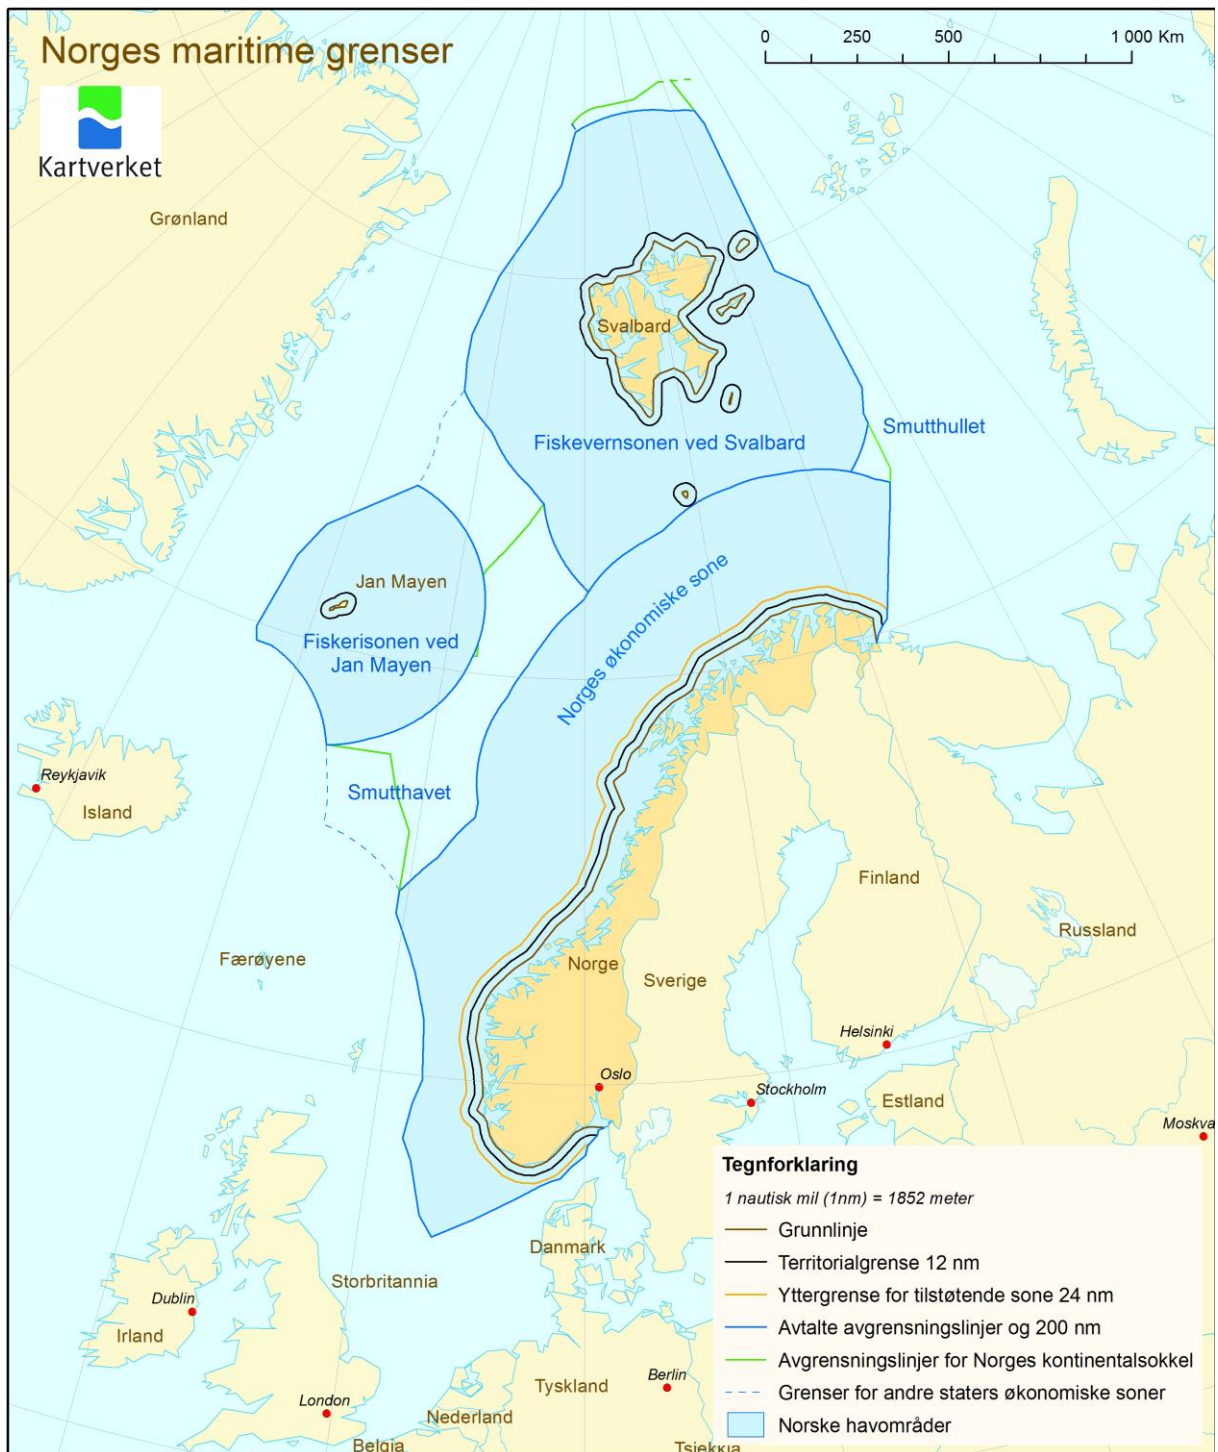 Norges maritime grenser
0 250 500 1 000 Km
Kartverket
Grønland
Svalbard
Fiskevernsonen ved Svalbard
Smutthullet
Jan Mayen
Fiskerisonen ved
Jan Mayen
Norges økonomiske sone
Reykjavik
Island
Smutthavet
Finland
Russland
Færøyene
Norge
Sverige
Helsinki
Oslo
Stockholm
Estland
Moskva
Danmark
Storbritannia
Dublin
Irland
Tyskland
Berlin
London
Nederland
Belgia
Tsjekkia
Tegnforklaring
1 nautisk mil (1nm) = 1852 meter
Grunnlinje
Territorialgrense 12 nm
Yttergrense for tilstøtende sone 24 nm
Avtalte avgrensningslinjer og 200 nm
Avgrensningslinjer for Norges kontinentalsokkel
Grenser for andre staters økonomiske soner
Norske havområder